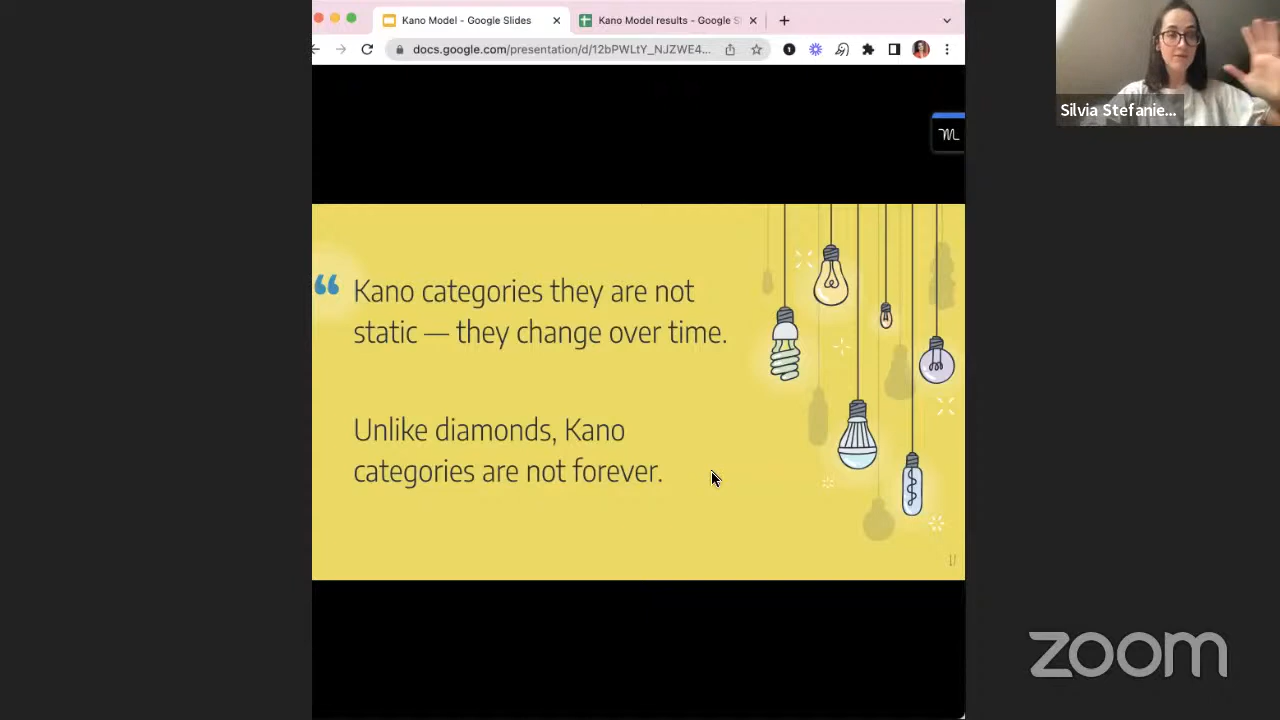 Kano Model - Google Slides
Kano Model results - Google S
docs.google.com/presentation/d/12bPWLtY_NJZWE4...
Silvia Stefanie...
“
Kano categories they are not
static — they change over time.
Unlike diamonds, Kano
categories are not forever.
zoom